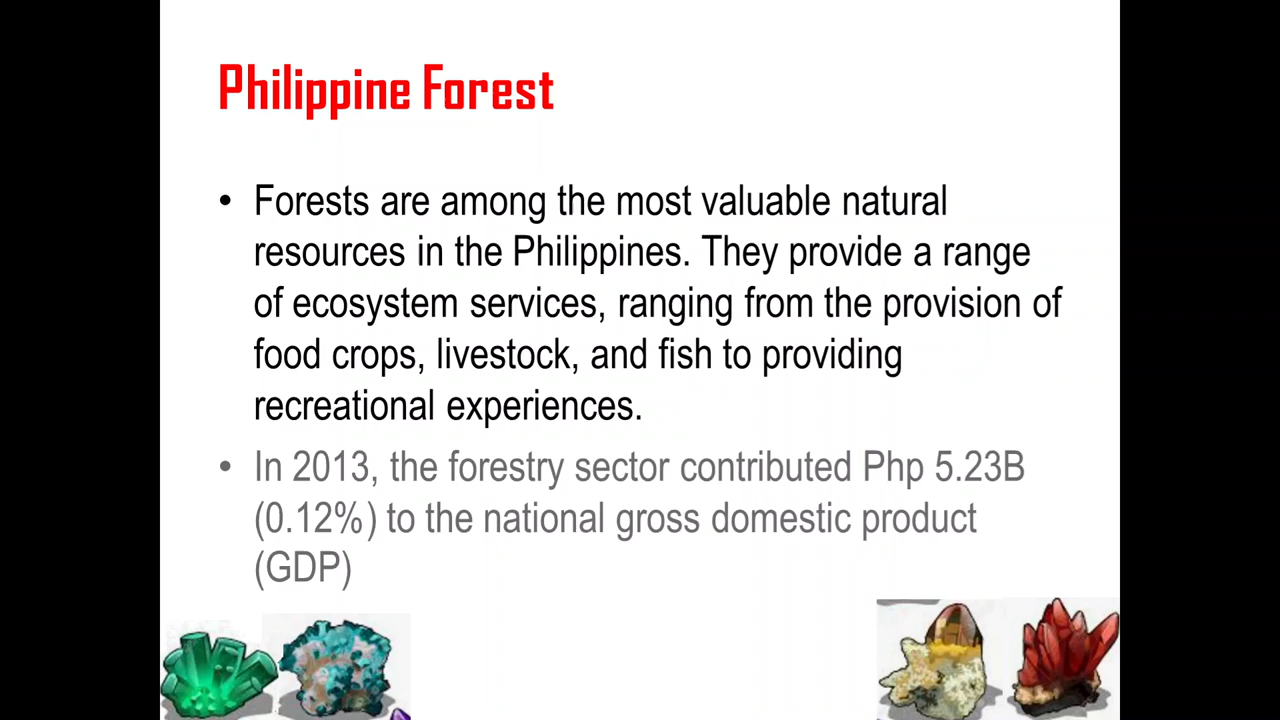 Philippine Forest
• Forests are among the most valuable natural
resources in the Philippines. They provide a range
of ecosystem services, ranging from the provision of
food crops, livestock, and fish to providing
recreational experiences.
• In 2013, the forestry sector contributed Php 5.23B
(0.12%) to the national gross domestic product
(GDP)